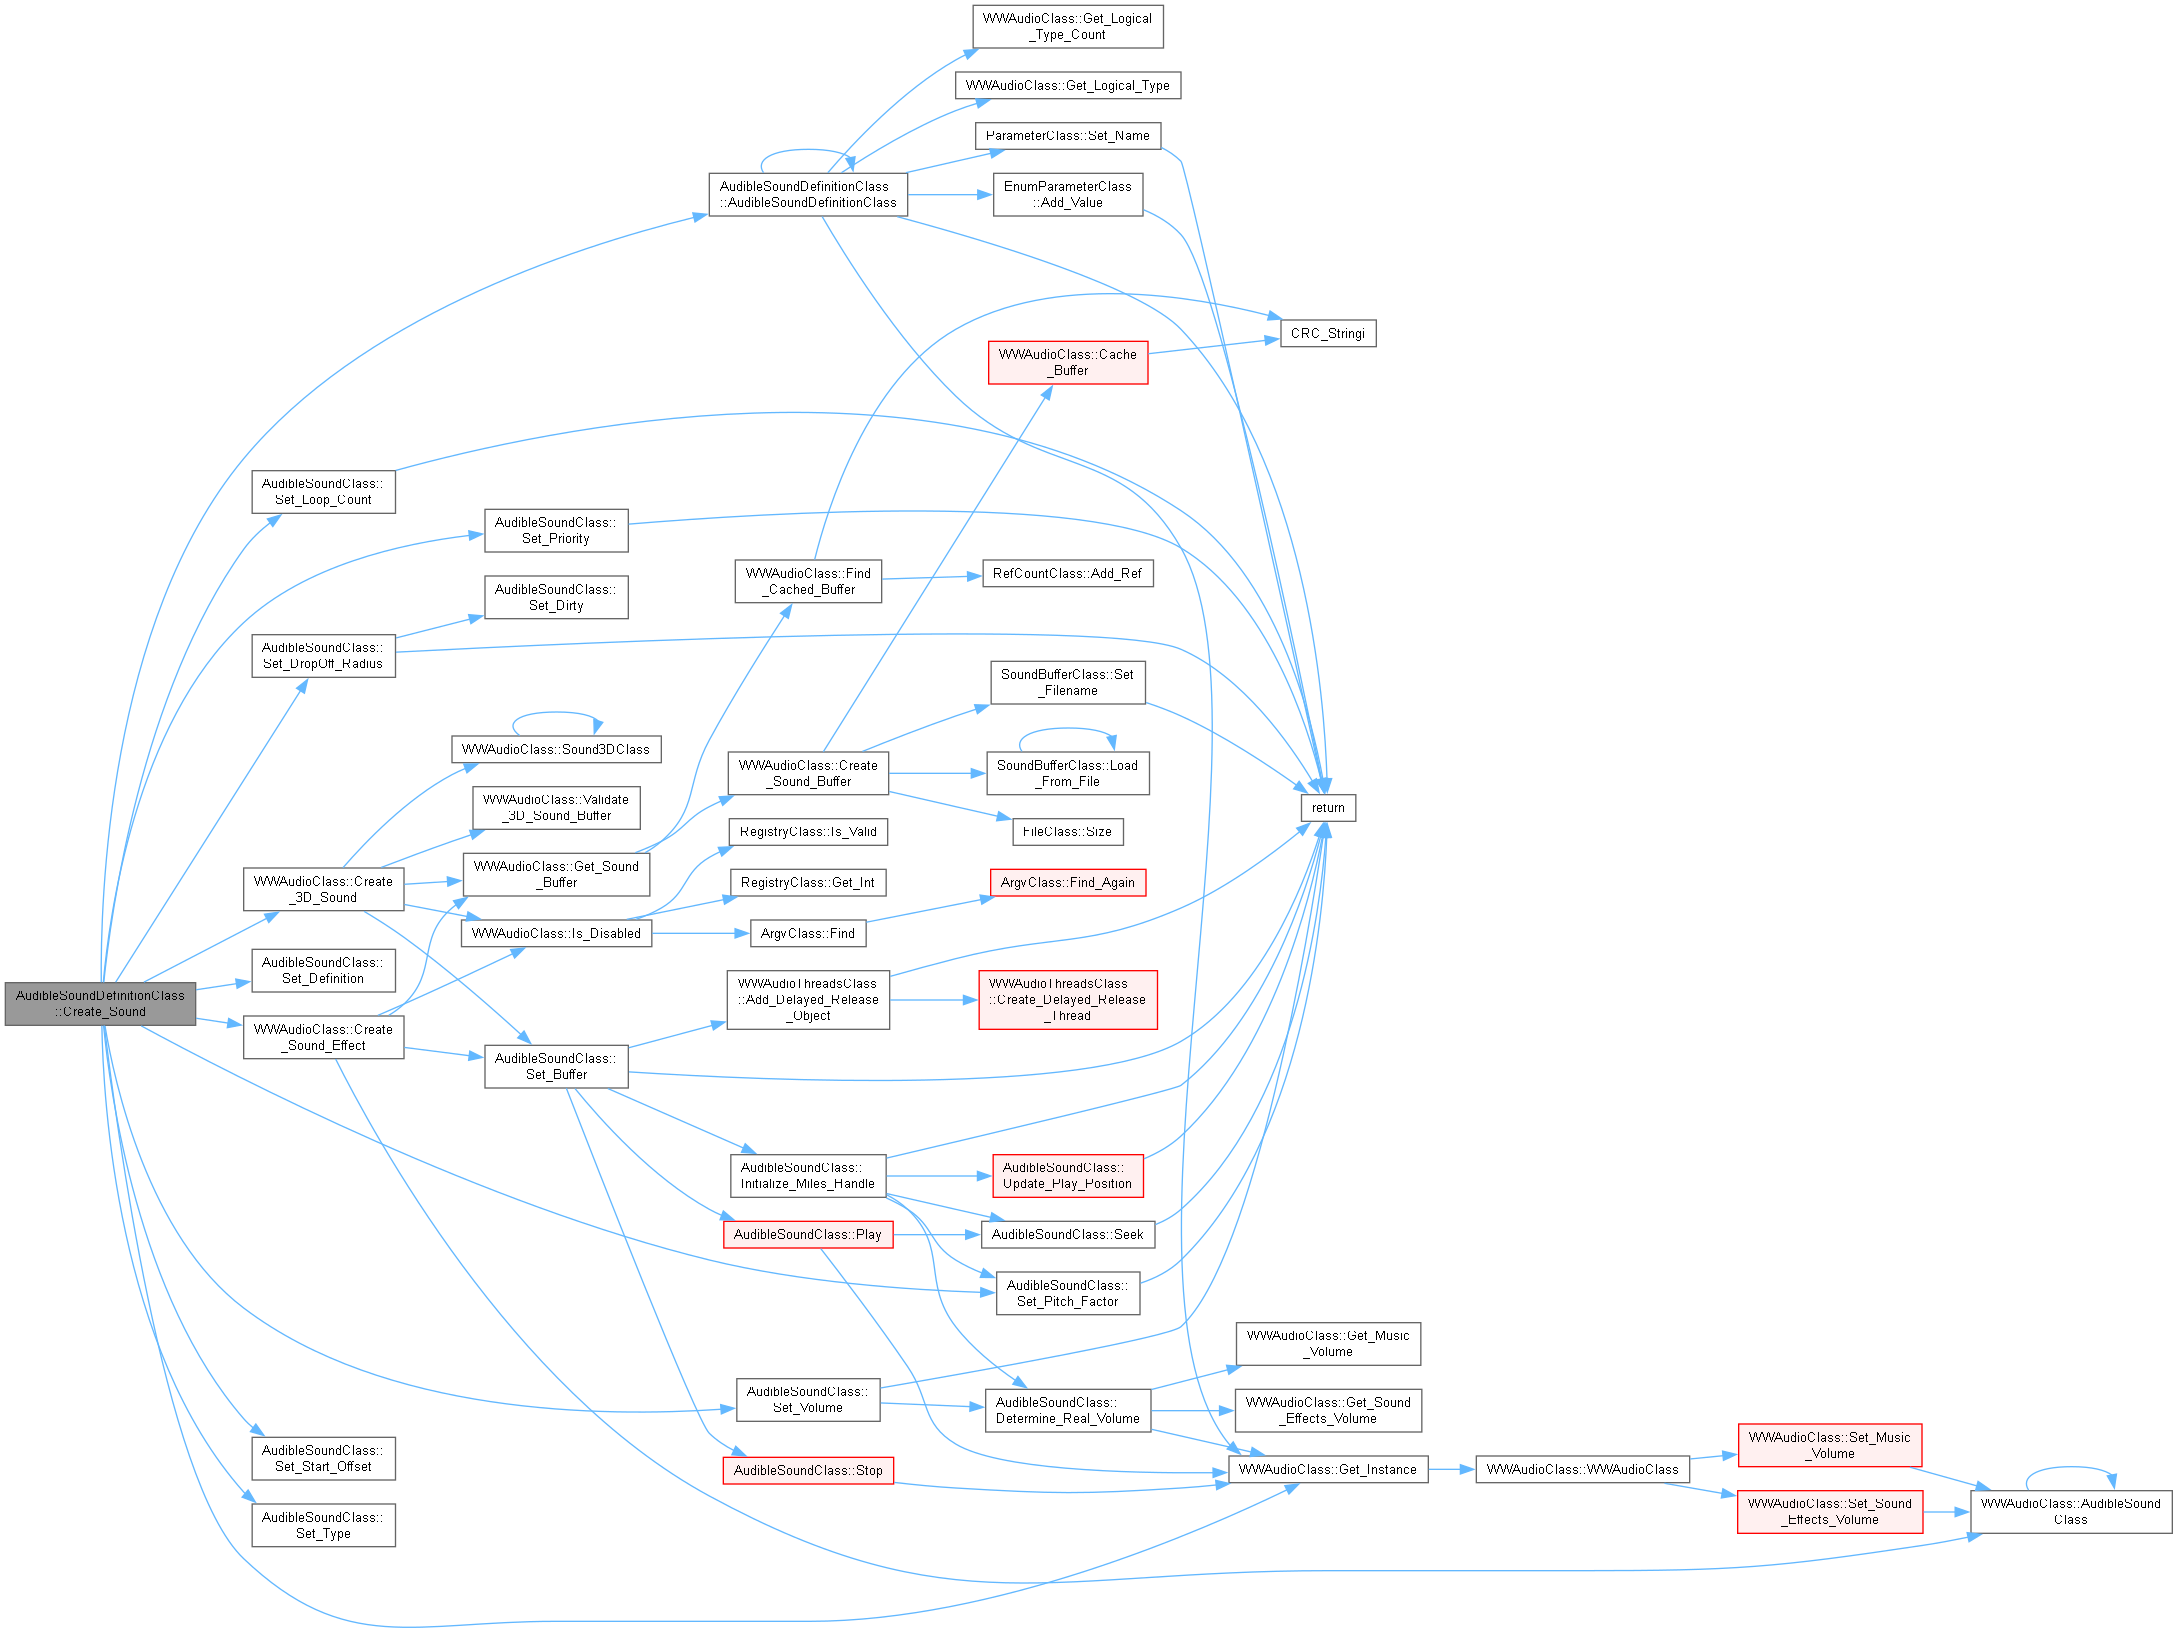 WWAudioClass::Get_Logical
_Type_Count
WWAudioClass::Get_Logical_Type
ParameterClass::Set_Name
AudibleSoundDefinitionClass
::AudibleSoundDefinitionClass
EnumParameterClass
::Add_Value
CRC_Stringi
WWAudioClass::Cache
_Buffer
AudibleSoundClass::
Set_Loop_Count
AudibleSoundClass::
Set_Priority
WWAudioClass::Find
_Cached_Buffer
RefCountClass::Add_Ref
AudibleSoundClass::
Set_Dirty
AudibleSoundClass::
Set_DropOff_Radius
SoundBufferClass::Set
_Filename
WWAudioClass::Sound3DClass
WWAudioClass::Create
_Sound_Buffer
SoundBufferClass::Load
_From_File
WWAudioClass::Validate
_3D_Sound_Buffer
return
RegistryClass::Is_Valid
FileClass::Size
WWAudioClass::Create
_3D_Sound
WWAudioClass::Get_Sound
_Buffer
RegistryClass::Get_Int
ArgvClass::Find_Again
WWAudioClass::Is_Disabled
ArgvClass::Find
AudibleSoundClass::
Set_Definition
AudibleSoundDefinitionClass
::Create_Sound
WWAudioThreadsClass
::Add_Delayed_Release
_Object
WWAudioThreadsClass
::Create_Delayed_Release
_Thread
WWAudioClass::Create
_Sound_Effect
AudibleSoundClass::
Set_Buffer
AudibleSoundClass::
Initialize_Miles_Handle
AudibleSoundClass::
Update_Play_Position
AudibleSoundClass::Play
AudibleSoundClass::Seek
AudibleSoundClass::
Set_Pitch_Factor
WWAudioClass::Get_Music
_Volume
AudibleSoundClass::
Set_Volume
AudibleSoundClass::
Determine_Real_Volume
WWAudioClass::Get_Sound
_Effects_Volume
AudibleSoundClass::
Set_Start_Offset
AudibleSoundClass::Stop
WWAudioClass::Get_Instance
WWAudioClass::WWAudioClass
WWAudioClass::Set_Music
_Volume
WWAudioClass::Set_Sound
_Effects_Volume
WWAudioClass::AudibleSound
Class
AudibleSoundClass::
Set_Type